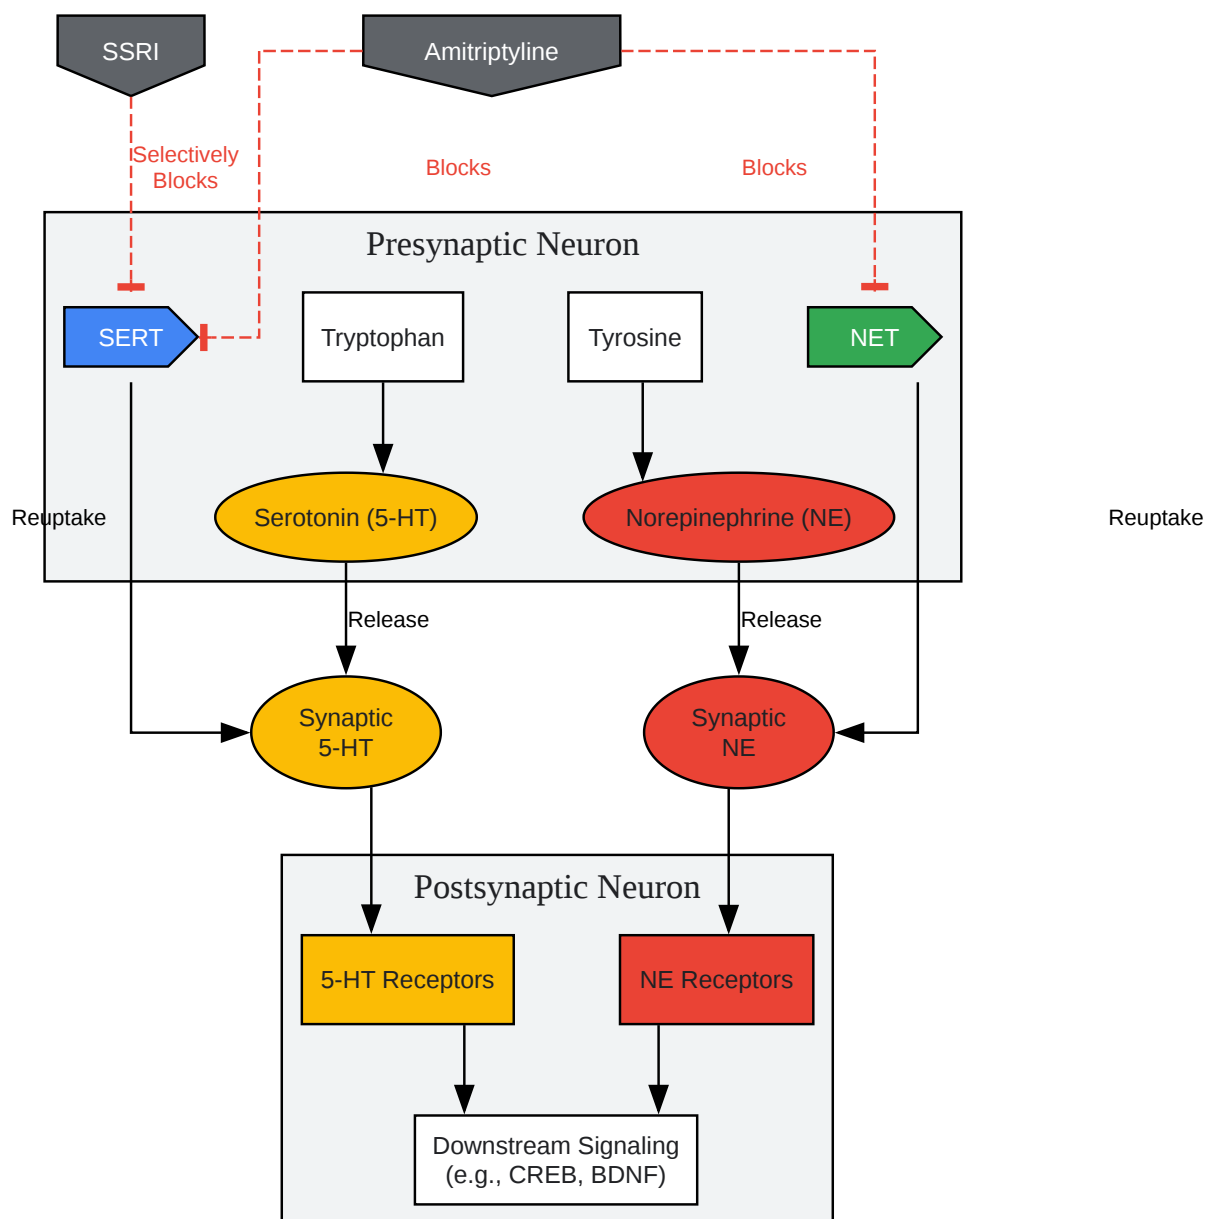 SSRI
Amitriptyline
Selectively
Blocks
Blocks
Blocks
Presynaptic Neuron
SERT
Tryptophan
Tyrosine
NET
Reuptake
Serotonin (5-HT)
Norepinephrine (NE)
Reuptake
Release
Release
Synaptic
5-HT
Synaptic
NE
Postsynaptic Neuron
5-HT Receptors
NE Receptors
Downstream Signaling
(e.g., CREB, BDNF)